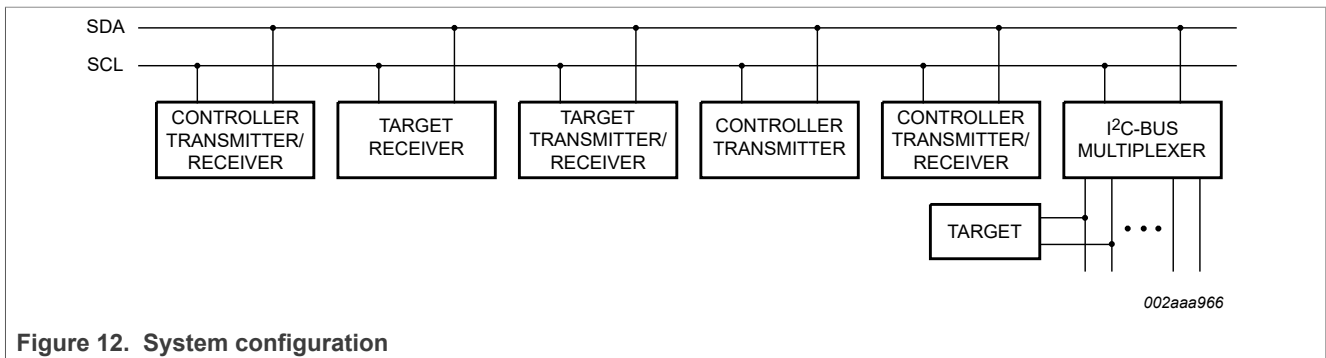 SDA
SCL
CONTROLLER
TRANSMITTER/
RECEIVER
TARGET
RECEIVER
TARGET
TRANSMITTER/
RECEIVER
CONTROLLER
TRANSMITTER
CONTROLLER
TRANSMITTER/
RECEIVER
I²C-BUS
MULTIPLEXER
TARGET
002aaa966
Figure 12. System configuration